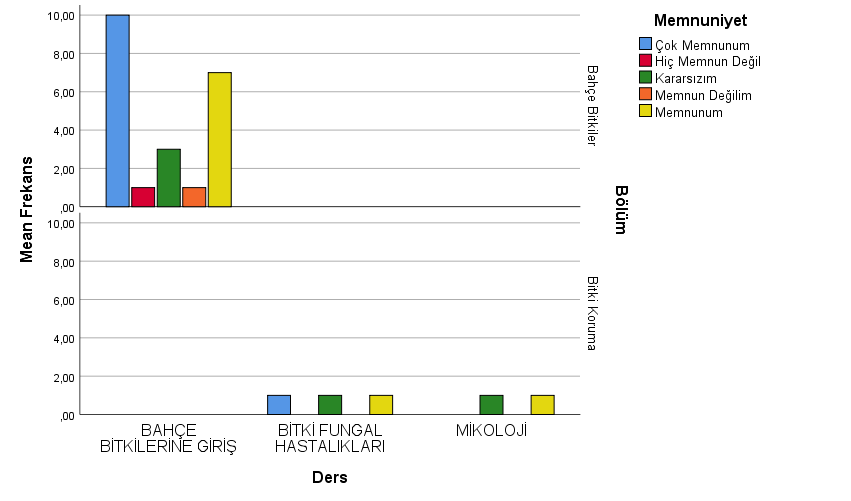 Memnuniyet
Çok Memnunum
Hiç Memnun Değil
Kararsızım
Memnun Değilim
Memnunum
Mean Frekans
10,00
8,00
6,00
4,00
2,00
,00
Bahçe Bitkiler
10,00
8,00
6,00
4,00
2,00
,00
Bitki Koruma
Bölüm
BAHÇE
BİTKİLERİNE GİRİŞ
BİTKİ FUNGAL
HASTALIKLARI
MİKOLOJİ
Ders